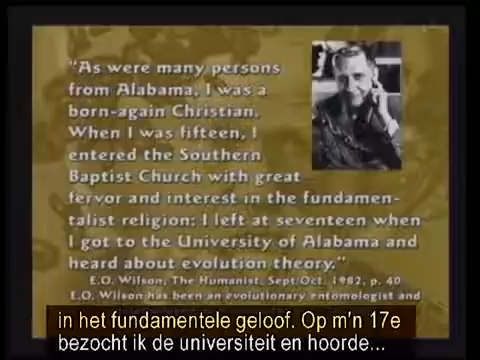 "As were many persons
from Alabama, I was a
born-again Christian.
When I was fifteen, I
entered the Southern
Baptist Church with great
fervor and interest in the fundamen-
talist religion; I left at seventeen when
I got to the University of Alabama and
heard about evolution theory."
E.O. Wilson, The Humanist, Sept/Oct. 1982, p. 40
E.O. Wilson has been an evolutionary entomologist and
in het fundamentele geloof. Op m'n 17e
bezocht ik de universiteit en hoorde...